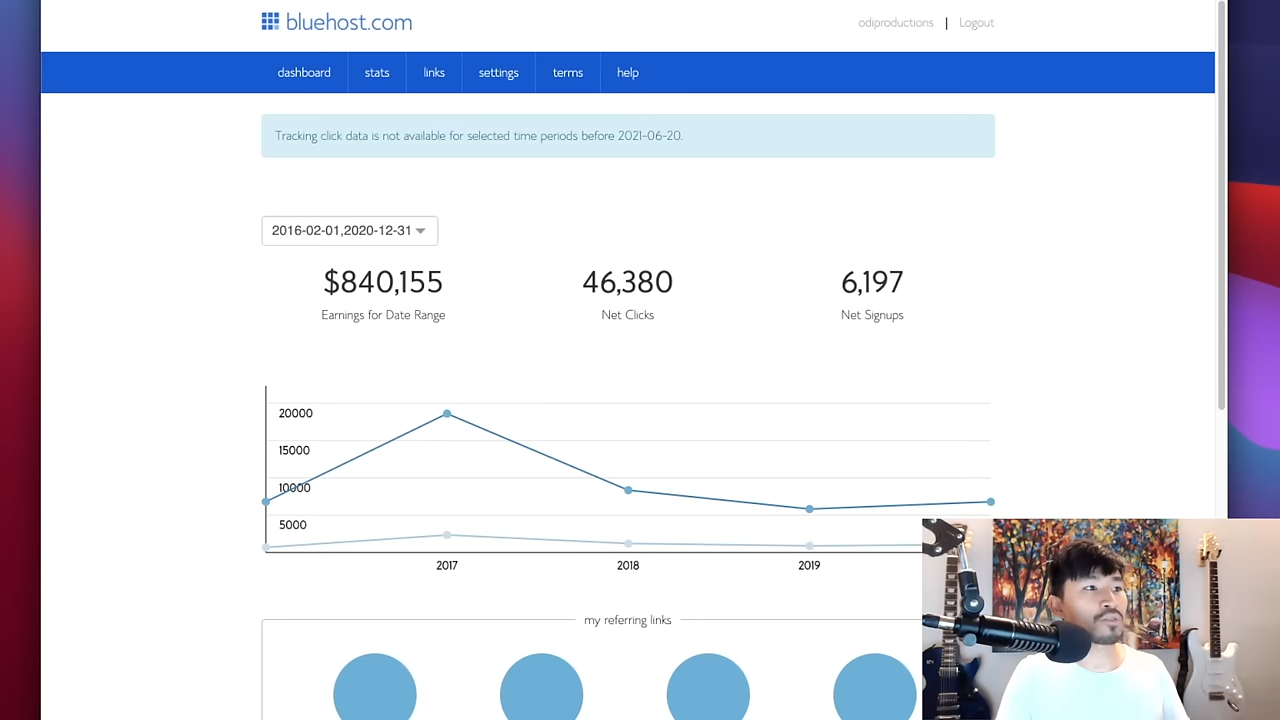 bluehost.com
odiproductions | Logout
dashboard stats links settings terms help
Tracking click data is not available for selected time periods before 2021-06-20.
2016-02-01,2020-12-31
$840,155 46,380 6,197
Earnings for Date Range Net Clicks Net Signups
20000
15000
10000
5000
2017 2018 2019
my referring links